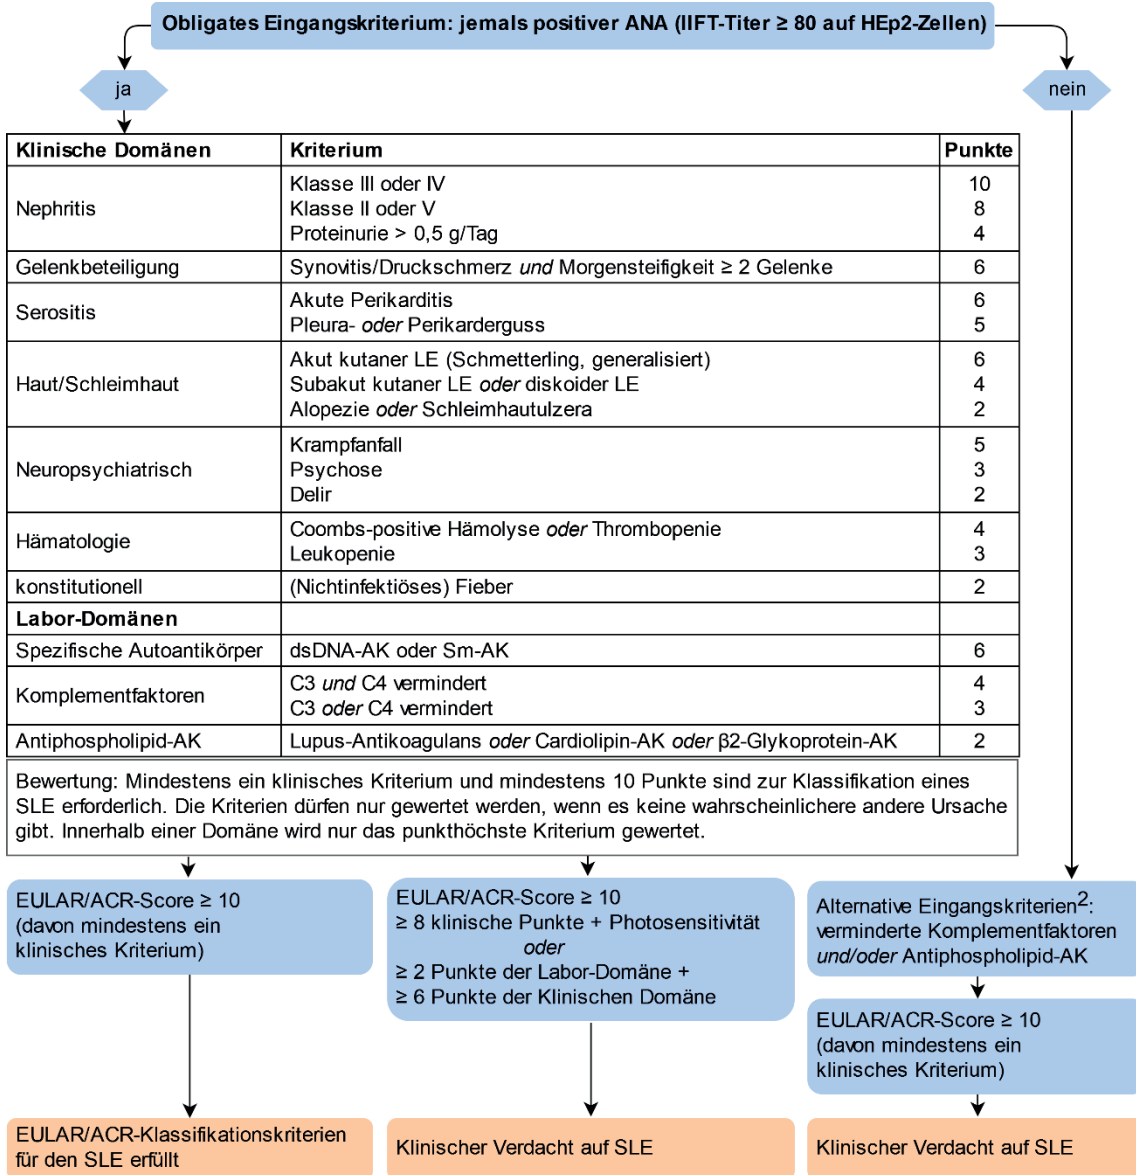 Obligates Eingangskriterium: jemals positiver ANA (IIFT-Titer ≥ 80 auf HEp2-Zellen)
ja
nein
Klinische Domänen Kriterium Punkte
Nephritis
Klasse III oder IV 10
Klasse II oder V 8
Proteinurie > 0,5 g/Tag 4
Gelenkbeteiligung Synovitis/Druckschmerz und Morgensteifigkeit ≥ 2 Gelenke 6
Serositis
Akute Perikarditis 6
Pleura- oder Perikarderguss 5
Haut/Schleimhaut
Akut kutaner LE (Schmetterling, generalisiert) 6
Subakut kutaner LE oder diskoider LE 4
Alopezie oder Schleimhautulzera 2
Neuropsychiatrisch
Krampfanfall 5
Psychose 3
Delir 2
Hämatologie
Coombs-positive Hämolyse oder Thrombopenie 4
Leukopenie 3
konstitutionell (Nichtinfektiöses) Fieber 2
Labor-Domänen
Spezifische Autoantikörper dsDNA-AK oder Sm-AK 6
Komplementfaktoren
C3 und C4 vermindert 4
C3 oder C4 vermindert 3
Antiphospholipid-AK Lupus-Antikoagulans oder Cardiolipin-AK oder β2-Glykoprotein-AK 2
Bewertung: Mindestens ein klinisches Kriterium und mindestens 10 Punkte sind zur Klassifikation eines
SLE erforderlich. Die Kriterien dürfen nur gewertet werden, wenn es keine wahrscheinlichere andere Ursache
gibt. Innerhalb einer Domäne wird nur das punkthöchste Kriterium gewertet.
EULAR/ACR-Score ≥ 10
(davon mindestens ein
klinisches Kriterium)
EULAR/ACR-Klassifikationskriterien
für den SLE erfüllt
EULAR/ACR-Score ≥ 10
≥ 8 klinische Punkte + Photosensitivität
oder
≥ 2 Punkte der Labor-Domäne +
≥ 6 Punkte der Klinischen Domäne
Klinischer Verdacht auf SLE
Alternative Eingangskriterien²:
verminderte Komplementfaktoren
und/oder Antiphospholipid-AK
EULAR/ACR-Score ≥ 10
(davon mindestens ein
klinisches Kriterium)
Klinischer Verdacht auf SLE